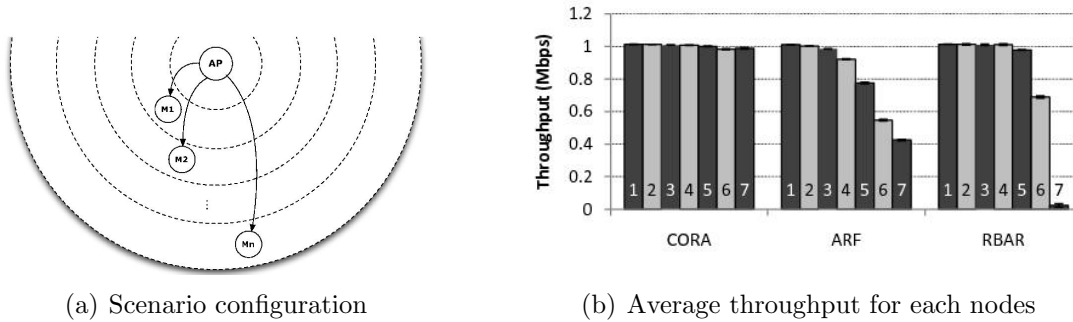 AP
M1
M2
⋮
Mn
(a) Scenario configuration
Throughput (Mbps)
1.2
1
0.8
0.6
0.4
0.2
0
1 2 3 4 5 6 7
1 2 3 4 5 6 7
1 2 3 4 5 6 7
CORA ARF RBAR
(b) Average throughput for each nodes